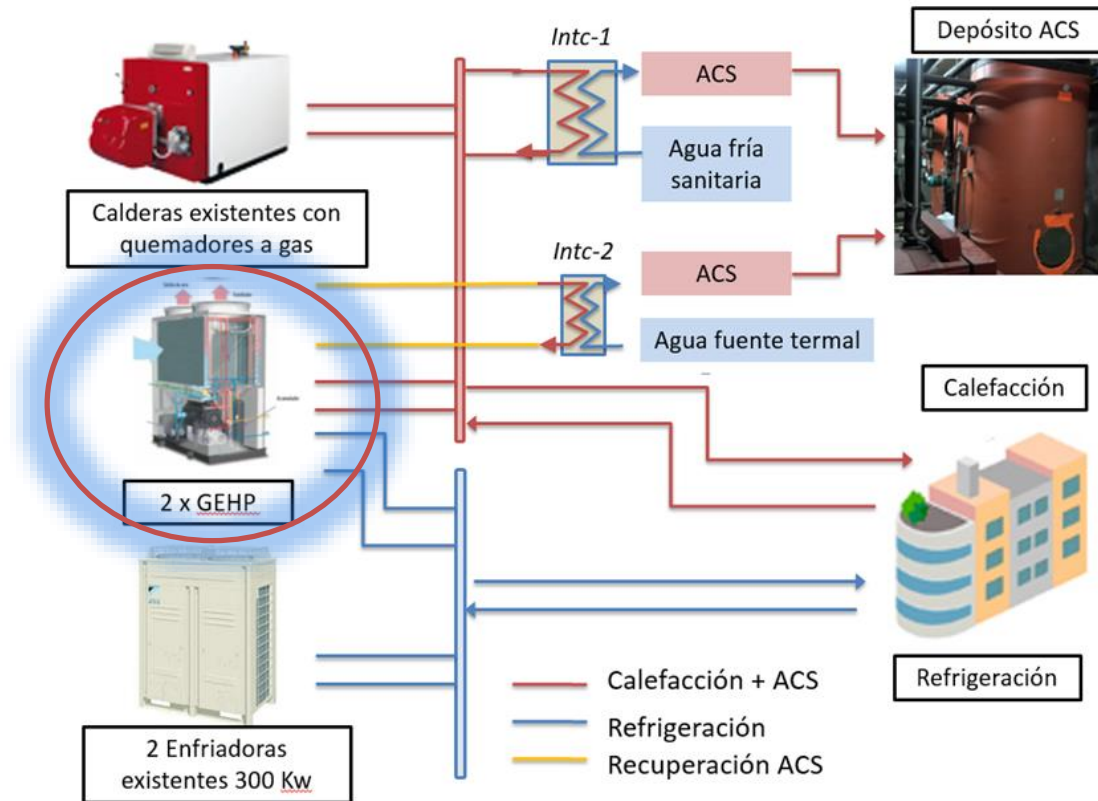 Intc-1
Depósito ACS
ACS
Agua fría
sanitaria
Calderas existentes con
quemadores a gas
Intc-2
ACS
Agua fuente termal
Calefacción
2 x GEHP
Refrigeración
2 Enfriadoras
existentes 300 Kw
Calefacción + ACS
Refrigeración
Recuperación ACS